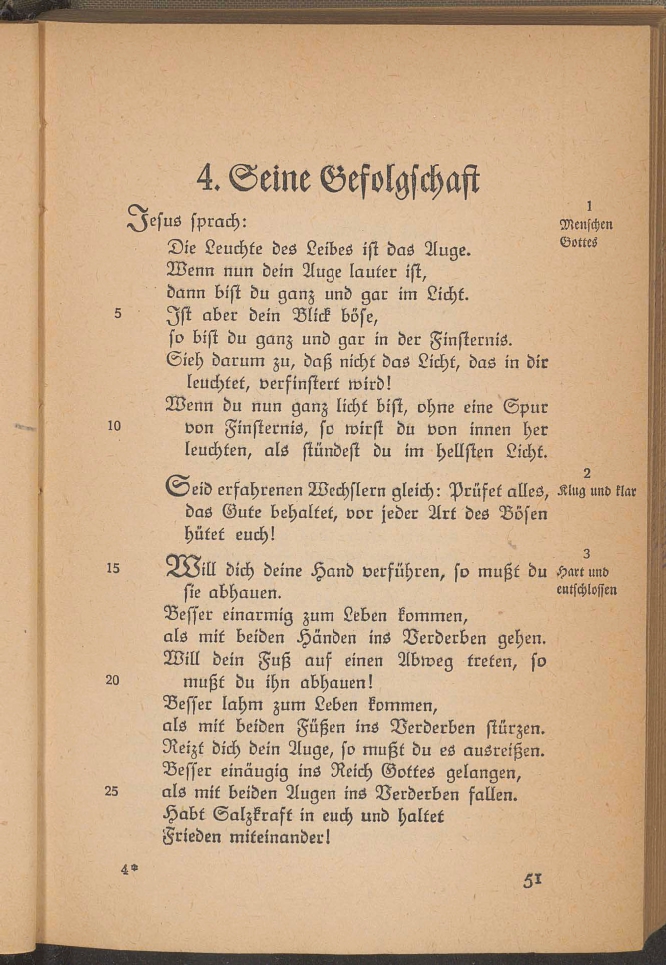 4. Seine Gefolgschaft
1
Jesus sprach:
Menschen
Gottes
Die Leuchte des Leibes ist das Auge.
Wenn nun dein Auge lauter ist,
dann bist du ganz und gar im Licht.
5 Ist aber dein Blick böse,
so bist du ganz und gar in der Finsternis.
Sieh darum zu, daß nicht das Licht, das in dir
leuchtet, verfinstert wird!
Wenn du nun ganz licht bist, ohne eine Spur
10 von Finsternis, so wirst du von innen her
leuchten, als stündest du im hellsten Licht.
2
Seid erfahrenen Wechslern gleich: Prüfet alles, Klug und klar
das Gute behaltet, vor jeder Art des Bösen
hütet euch!
3
15 Will dich deine Hand verführen, so mußt du Hart und
sie abhauen. entschlossen
Besser einarmig zum Leben kommen,
als mit beiden Händen ins Verderben gehen.
Will dein Fuß auf einen Abweg treten, so
20 mußt du ihn abhauen!
Besser lahm zum Leben kommen,
als mit beiden Füßen ins Verderben stürzen.
Reizt dich dein Auge, so mußt du es ausreißen.
Besser einäugig ins Reich Gottes gelangen,
25 als mit beiden Augen ins Verderben fallen.
Habt Salzkraft in euch und haltet
Frieden miteinander!
4*
51